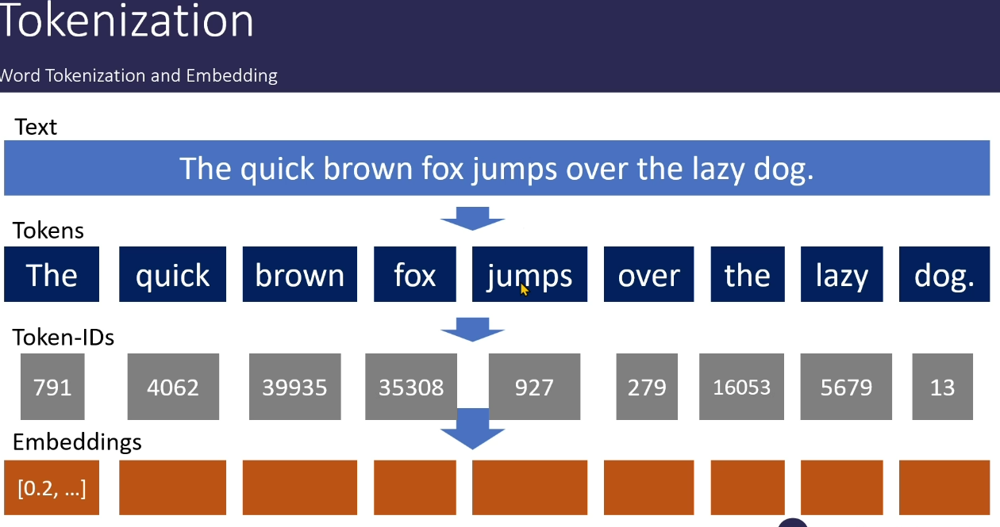 Tokenization
Word Tokenization and Embedding
Text
The quick brown fox jumps over the lazy dog.
Tokens
The quick brown fox jumps over the lazy dog.
Token-IDs
791 4062 39935 35308 927 279 16053 5679 13
Embeddings
[0.2, ...]